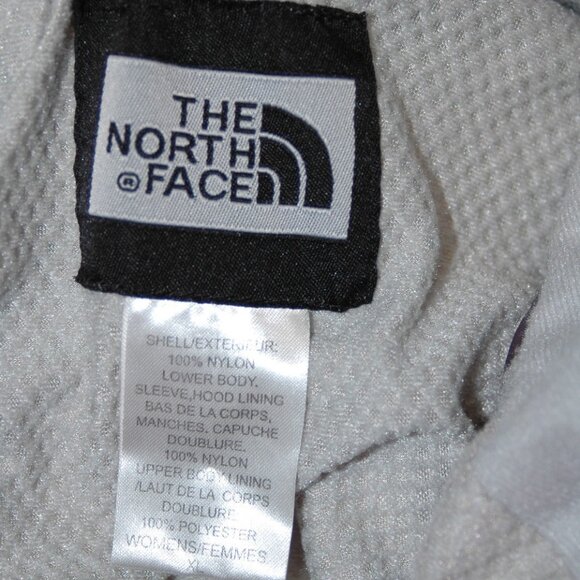 THE
NORTH
® FACE
SHELL/EXTERIEUR:
100% NYLON
LOWER BODY.
SLEEVE,HOOD LINING
BAS DE LA CORPS,
MANCHES. CAPUCHE
DOUBLURE.
100% NYLON
UPPER BODY LINING
/LAUT DE LA CORPS
DOUBLURE.
100% POLYESTER
WOMENS/FEMMES
XL